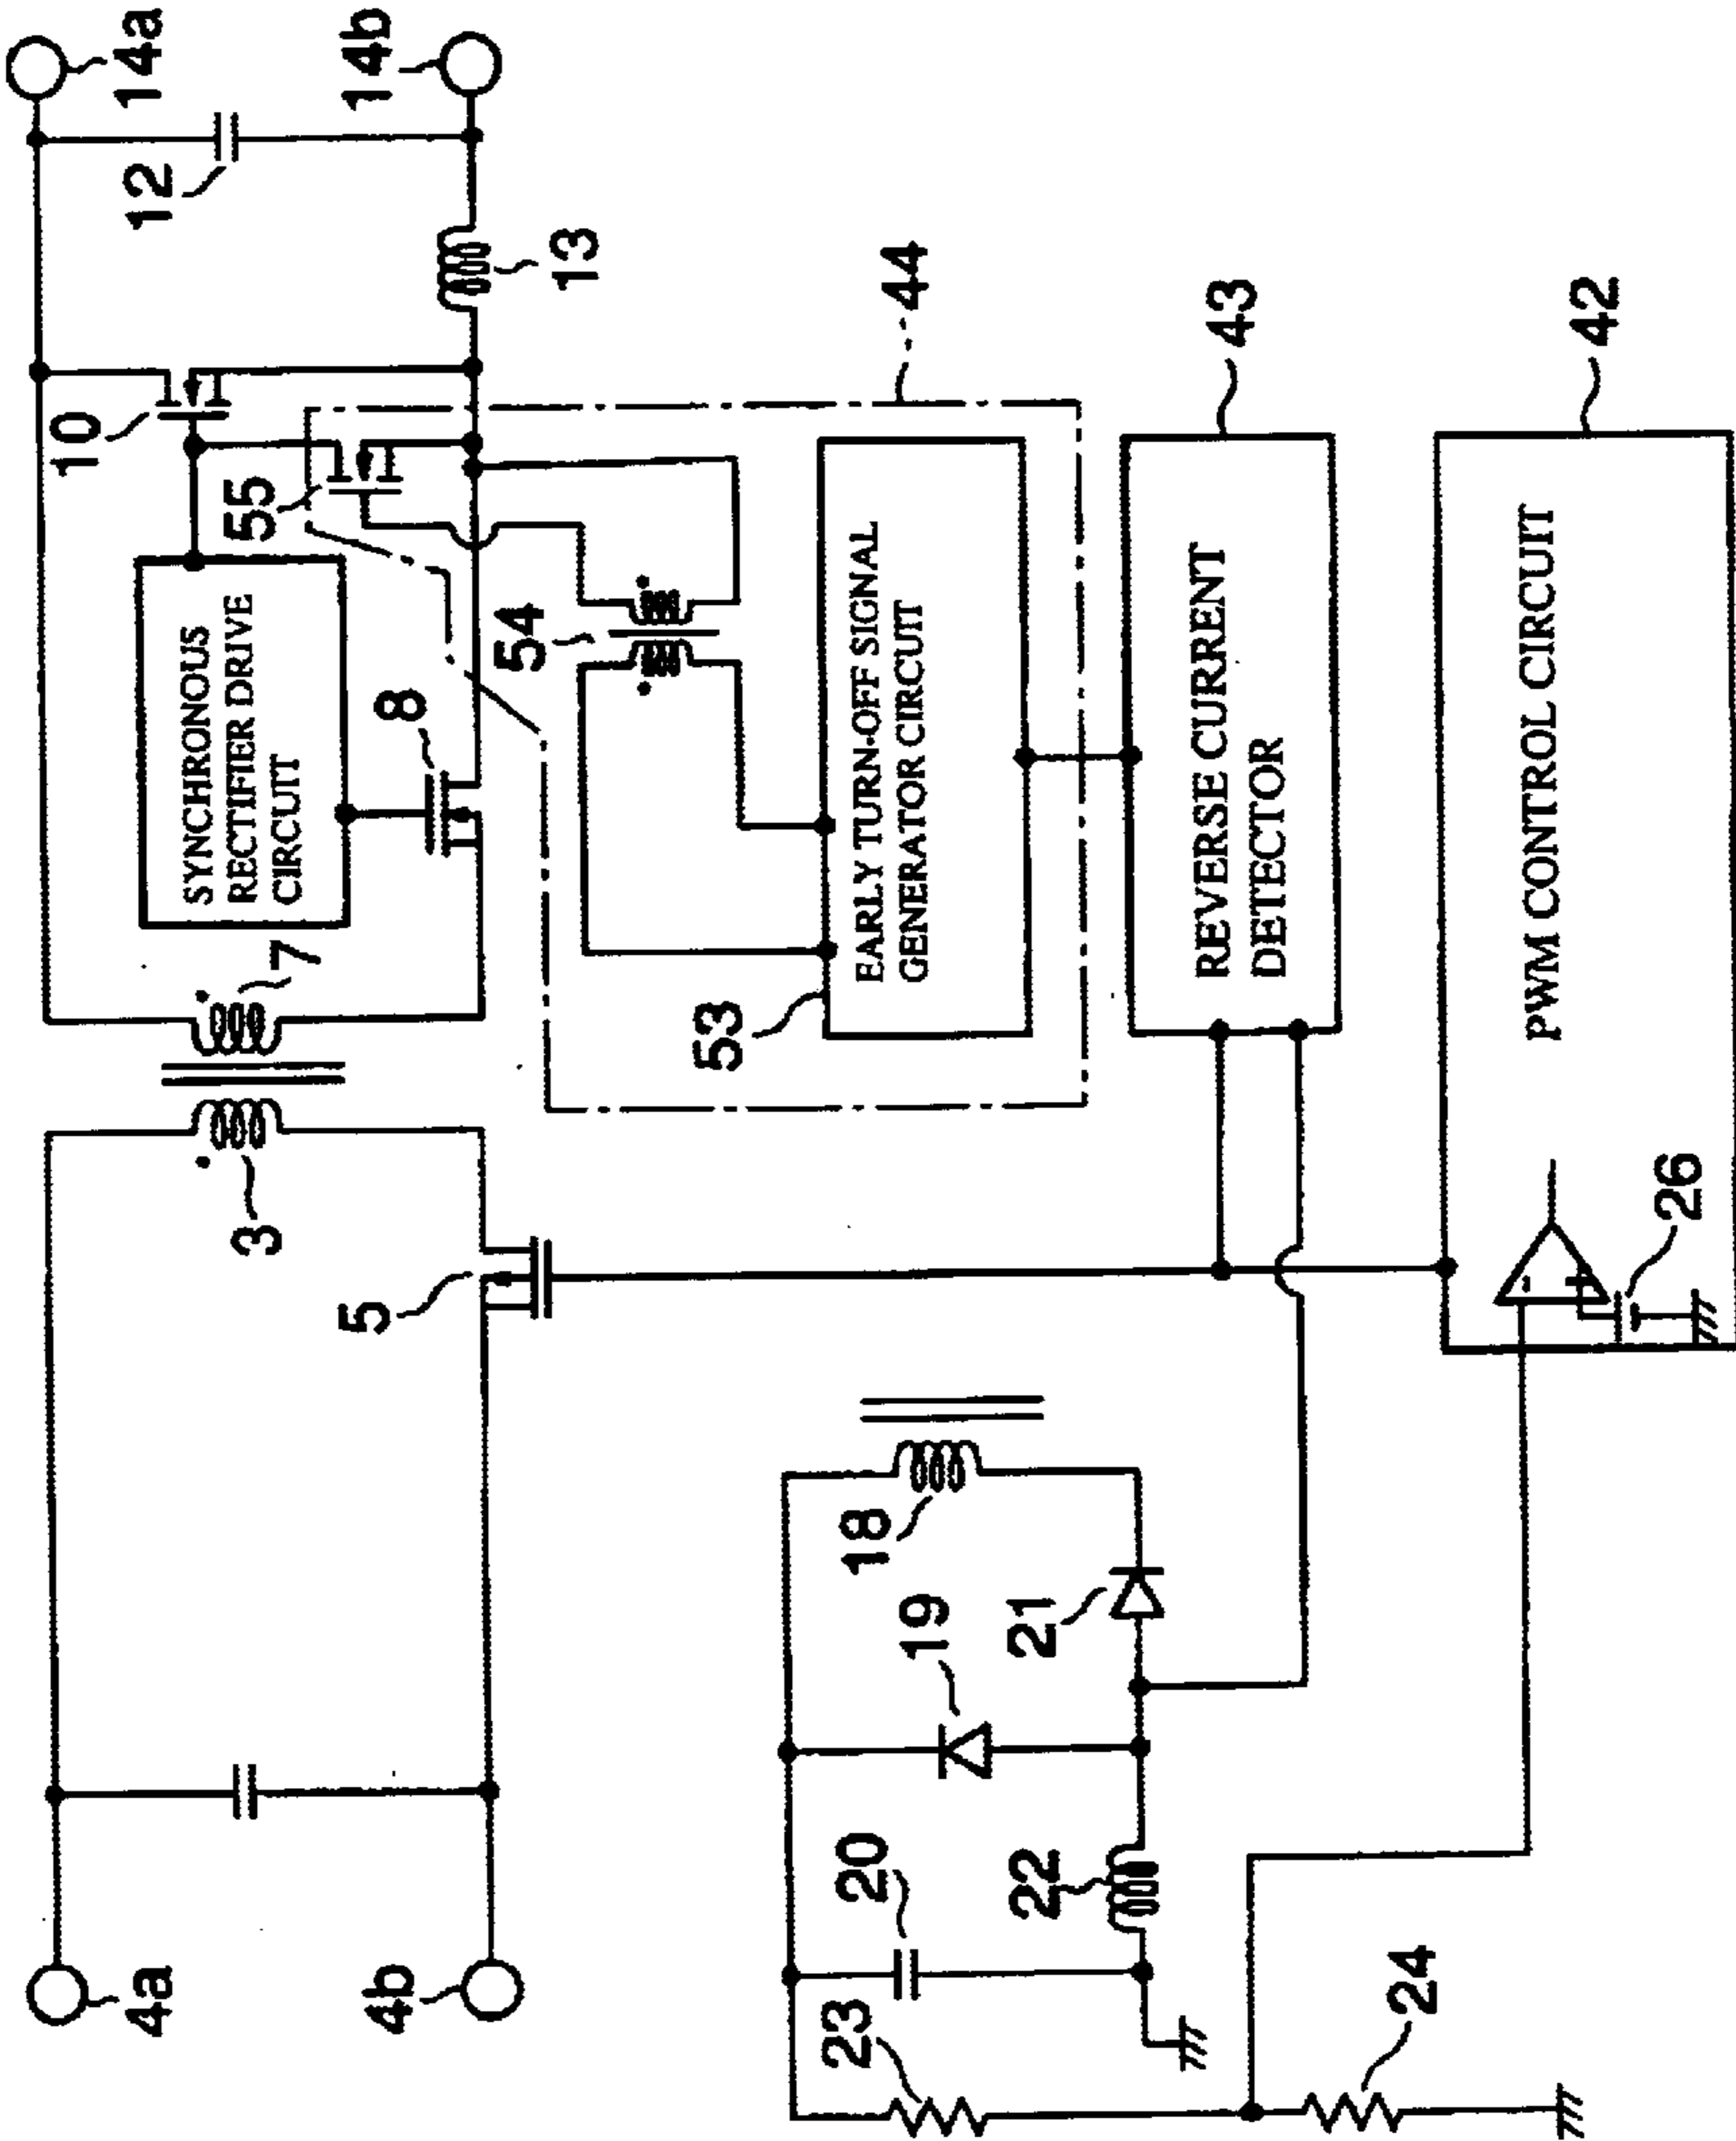 4a
4b
3
5
7
SYNCHRONOUS
RECTIFIER DRIVE
CIRCUIT
8
10
55
12
13
14a
14b
54
44
53
EARLY TURN-OFF SIGNAL
GENERATOR CIRCUIT
18
19
20
21
22
23
24
REVERSE CURRENT
DETECTOR
43
PWM CONTROL CIRCUIT
42
26
-
+